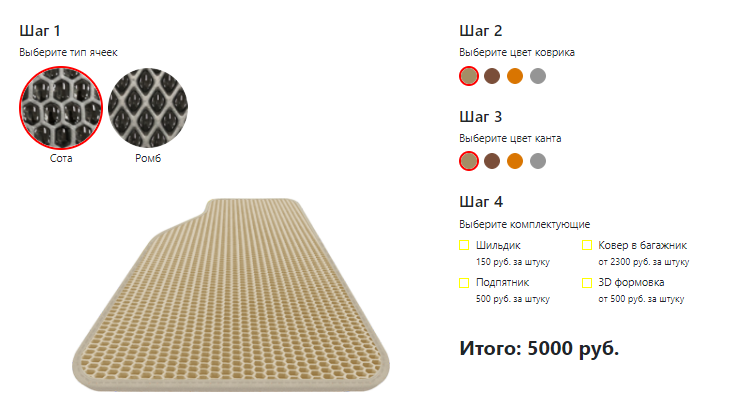 Шаг 1
Выберите тип ячеек
Сота
Ромб
Шаг 2
Выберите цвет коврика
Шаг 3
Выберите цвет канта
Шаг 4
Выберите комплектующие
Шильдик
150 руб. за штуку
Ковер в багажник
от 2300 руб. за штуку
Подпятник
500 руб. за штуку
3D формовка
от 500 руб. за штуку
Итого: 5000 руб.